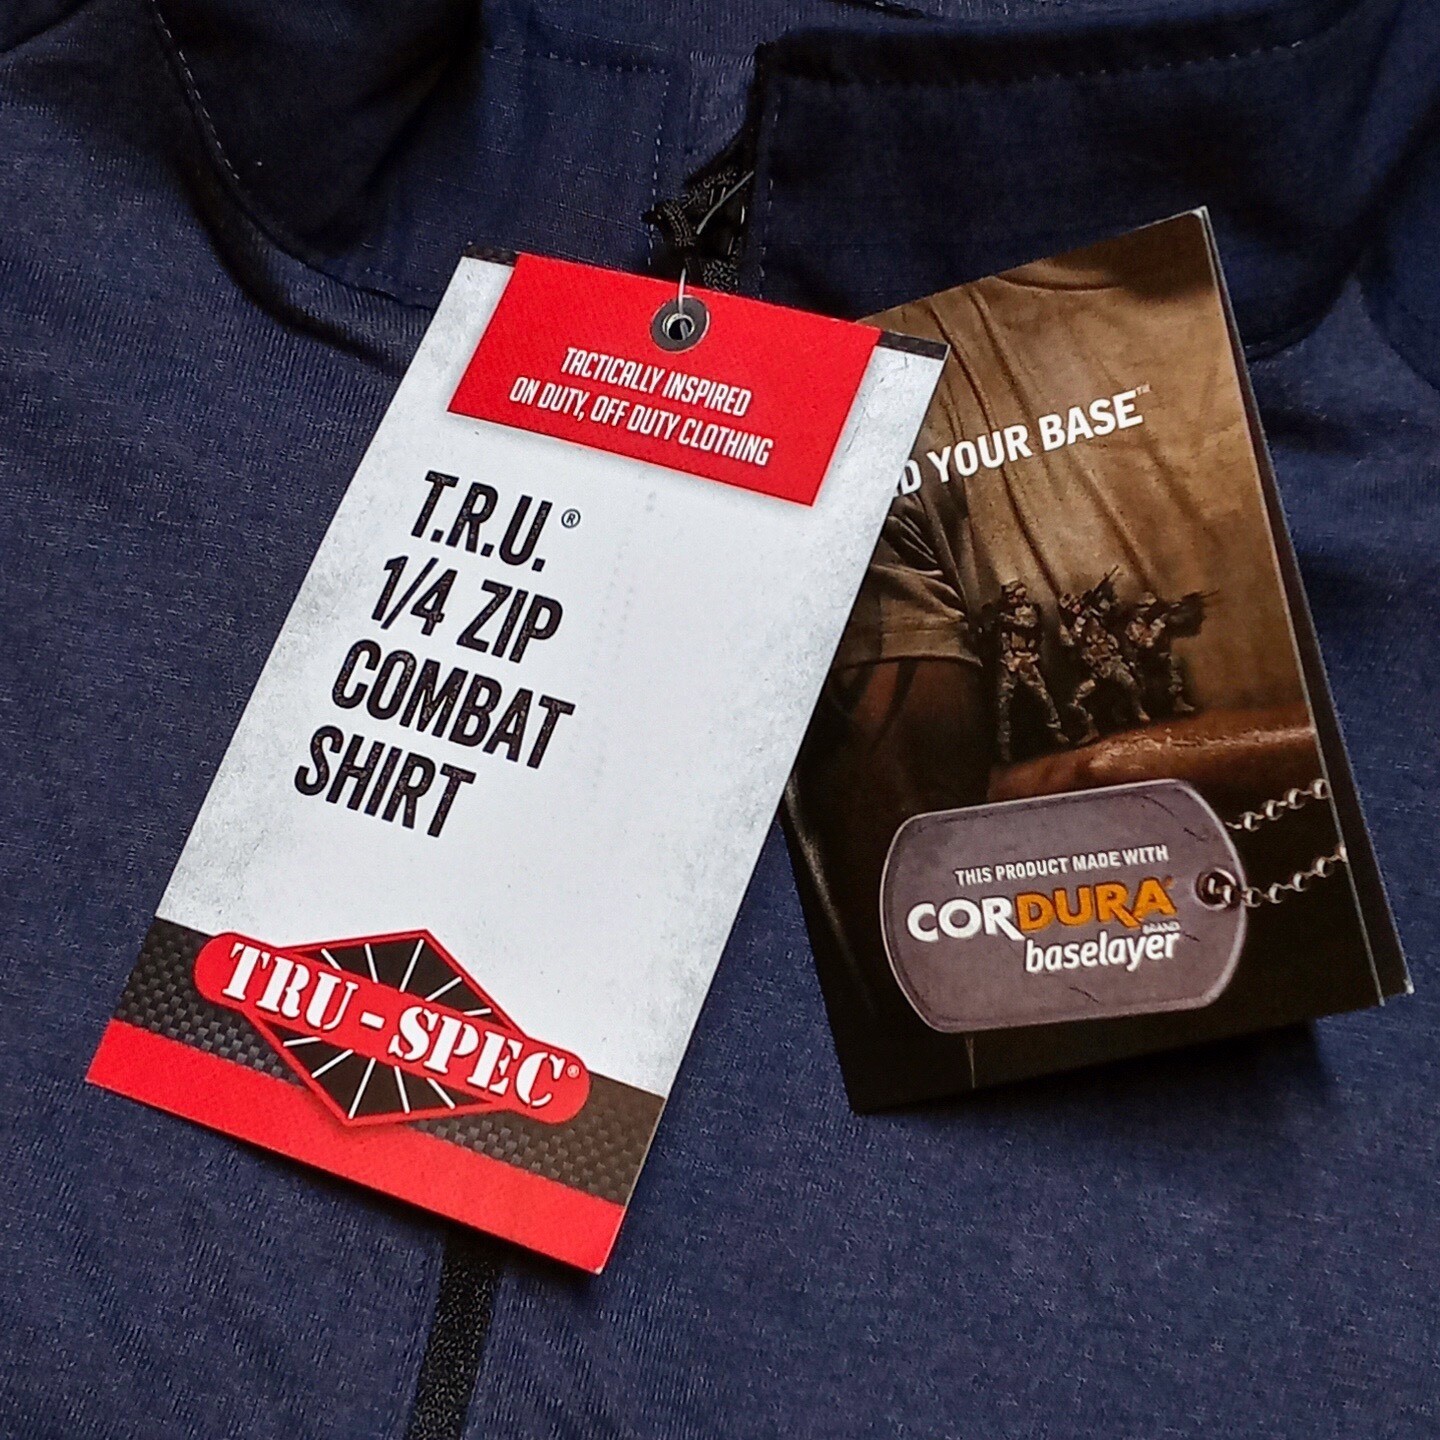 TACTICALLY INSPIRED
ON DUTY, OFF DUTY CLOTHING
T.R.U.®
1/4 ZIP
COMBAT
SHIRT
TRU-SPEC®
YOUR BASE™
THIS PRODUCT MADE WITH
CORDURA®
BRAND
baselayer